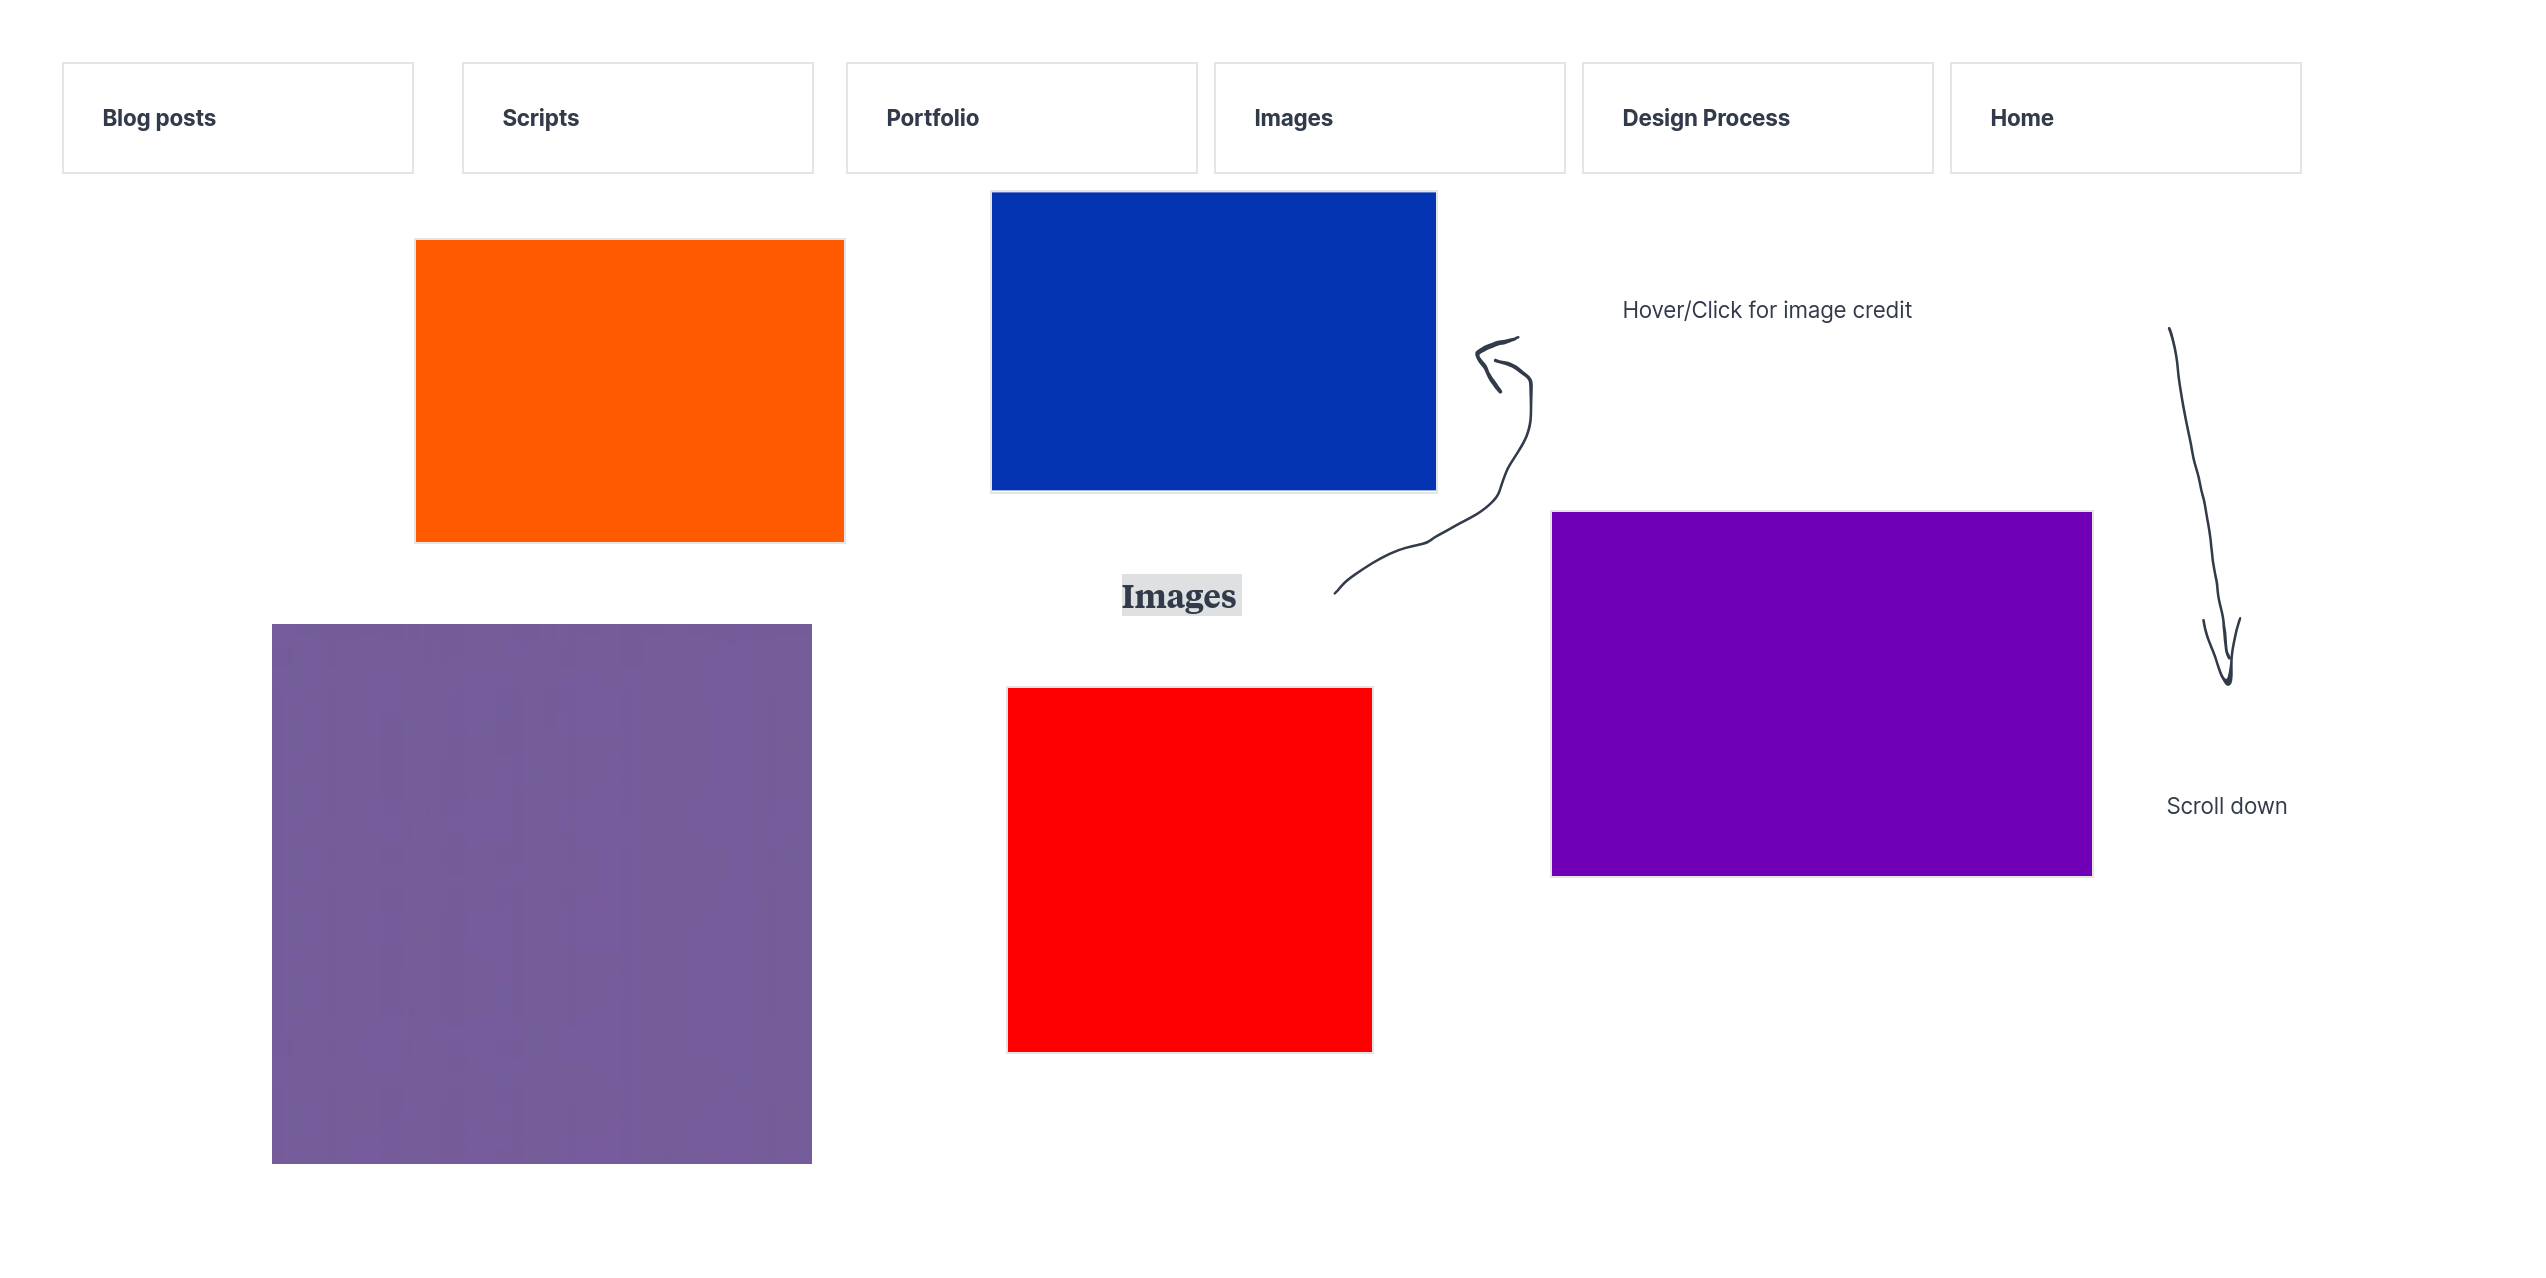 Blog posts
Scripts
Portfolio
Images
Design Process
Home
Hover/Click for image credit
Images
Scroll down